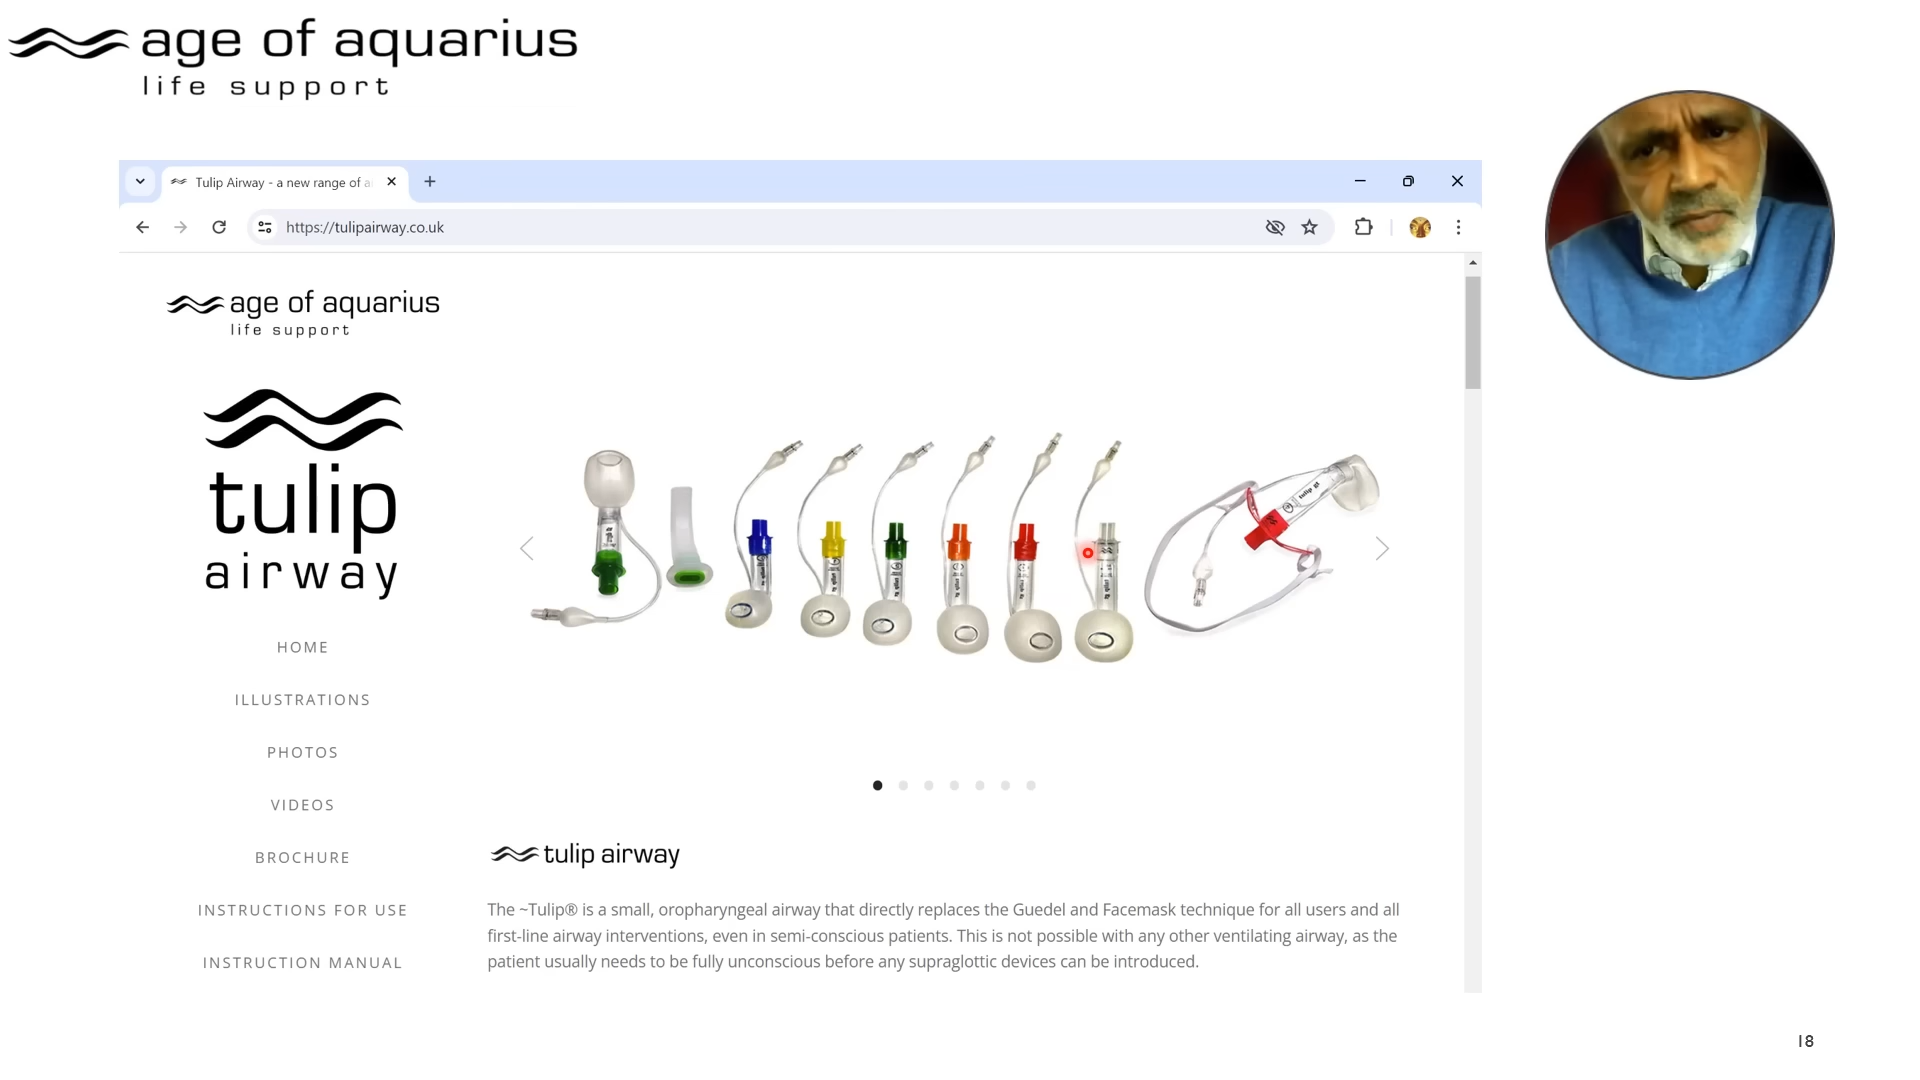 age of aquarius
life support
Tulip Airway - a new range of a
https://tulipairway.co.uk
age of aquarius
life support
tulip
airway
HOME
ILLUSTRATIONS
PHOTOS
VIDEOS
BROCHURE
INSTRUCTIONS FOR USE
INSTRUCTION MANUAL
tulip gt
tulip airway
The ~Tulip® is a small, oropharyngeal airway that directly replaces the Guedel and Facemask technique for all users and all
first-line airway interventions, even in semi-conscious patients. This is not possible with any other ventilating airway, as the
patient usually needs to be fully unconscious before any supraglottic devices can be introduced.
18